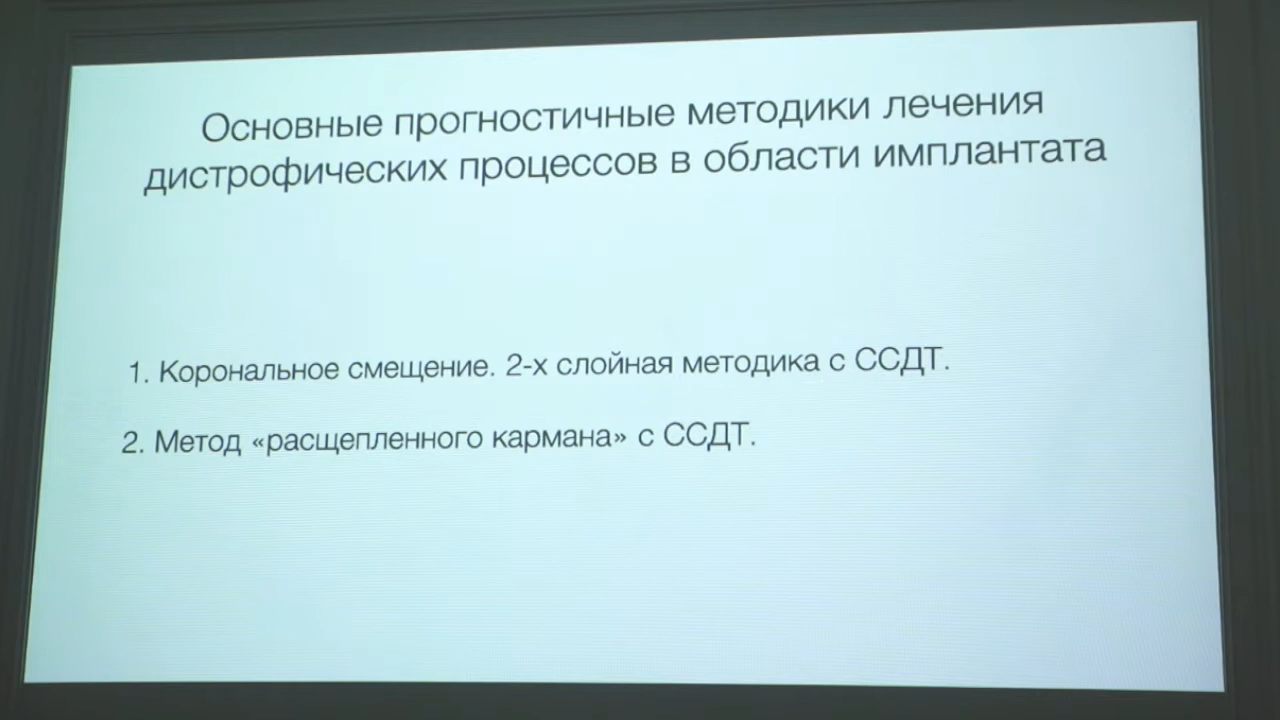 Основные прогностичные методики лечения
дистрофических процессов в области имплантата
1. Корональное смещение. 2-х слойная методика с ССДТ.
2. Метод «расщепленного кармана» с ССДТ.